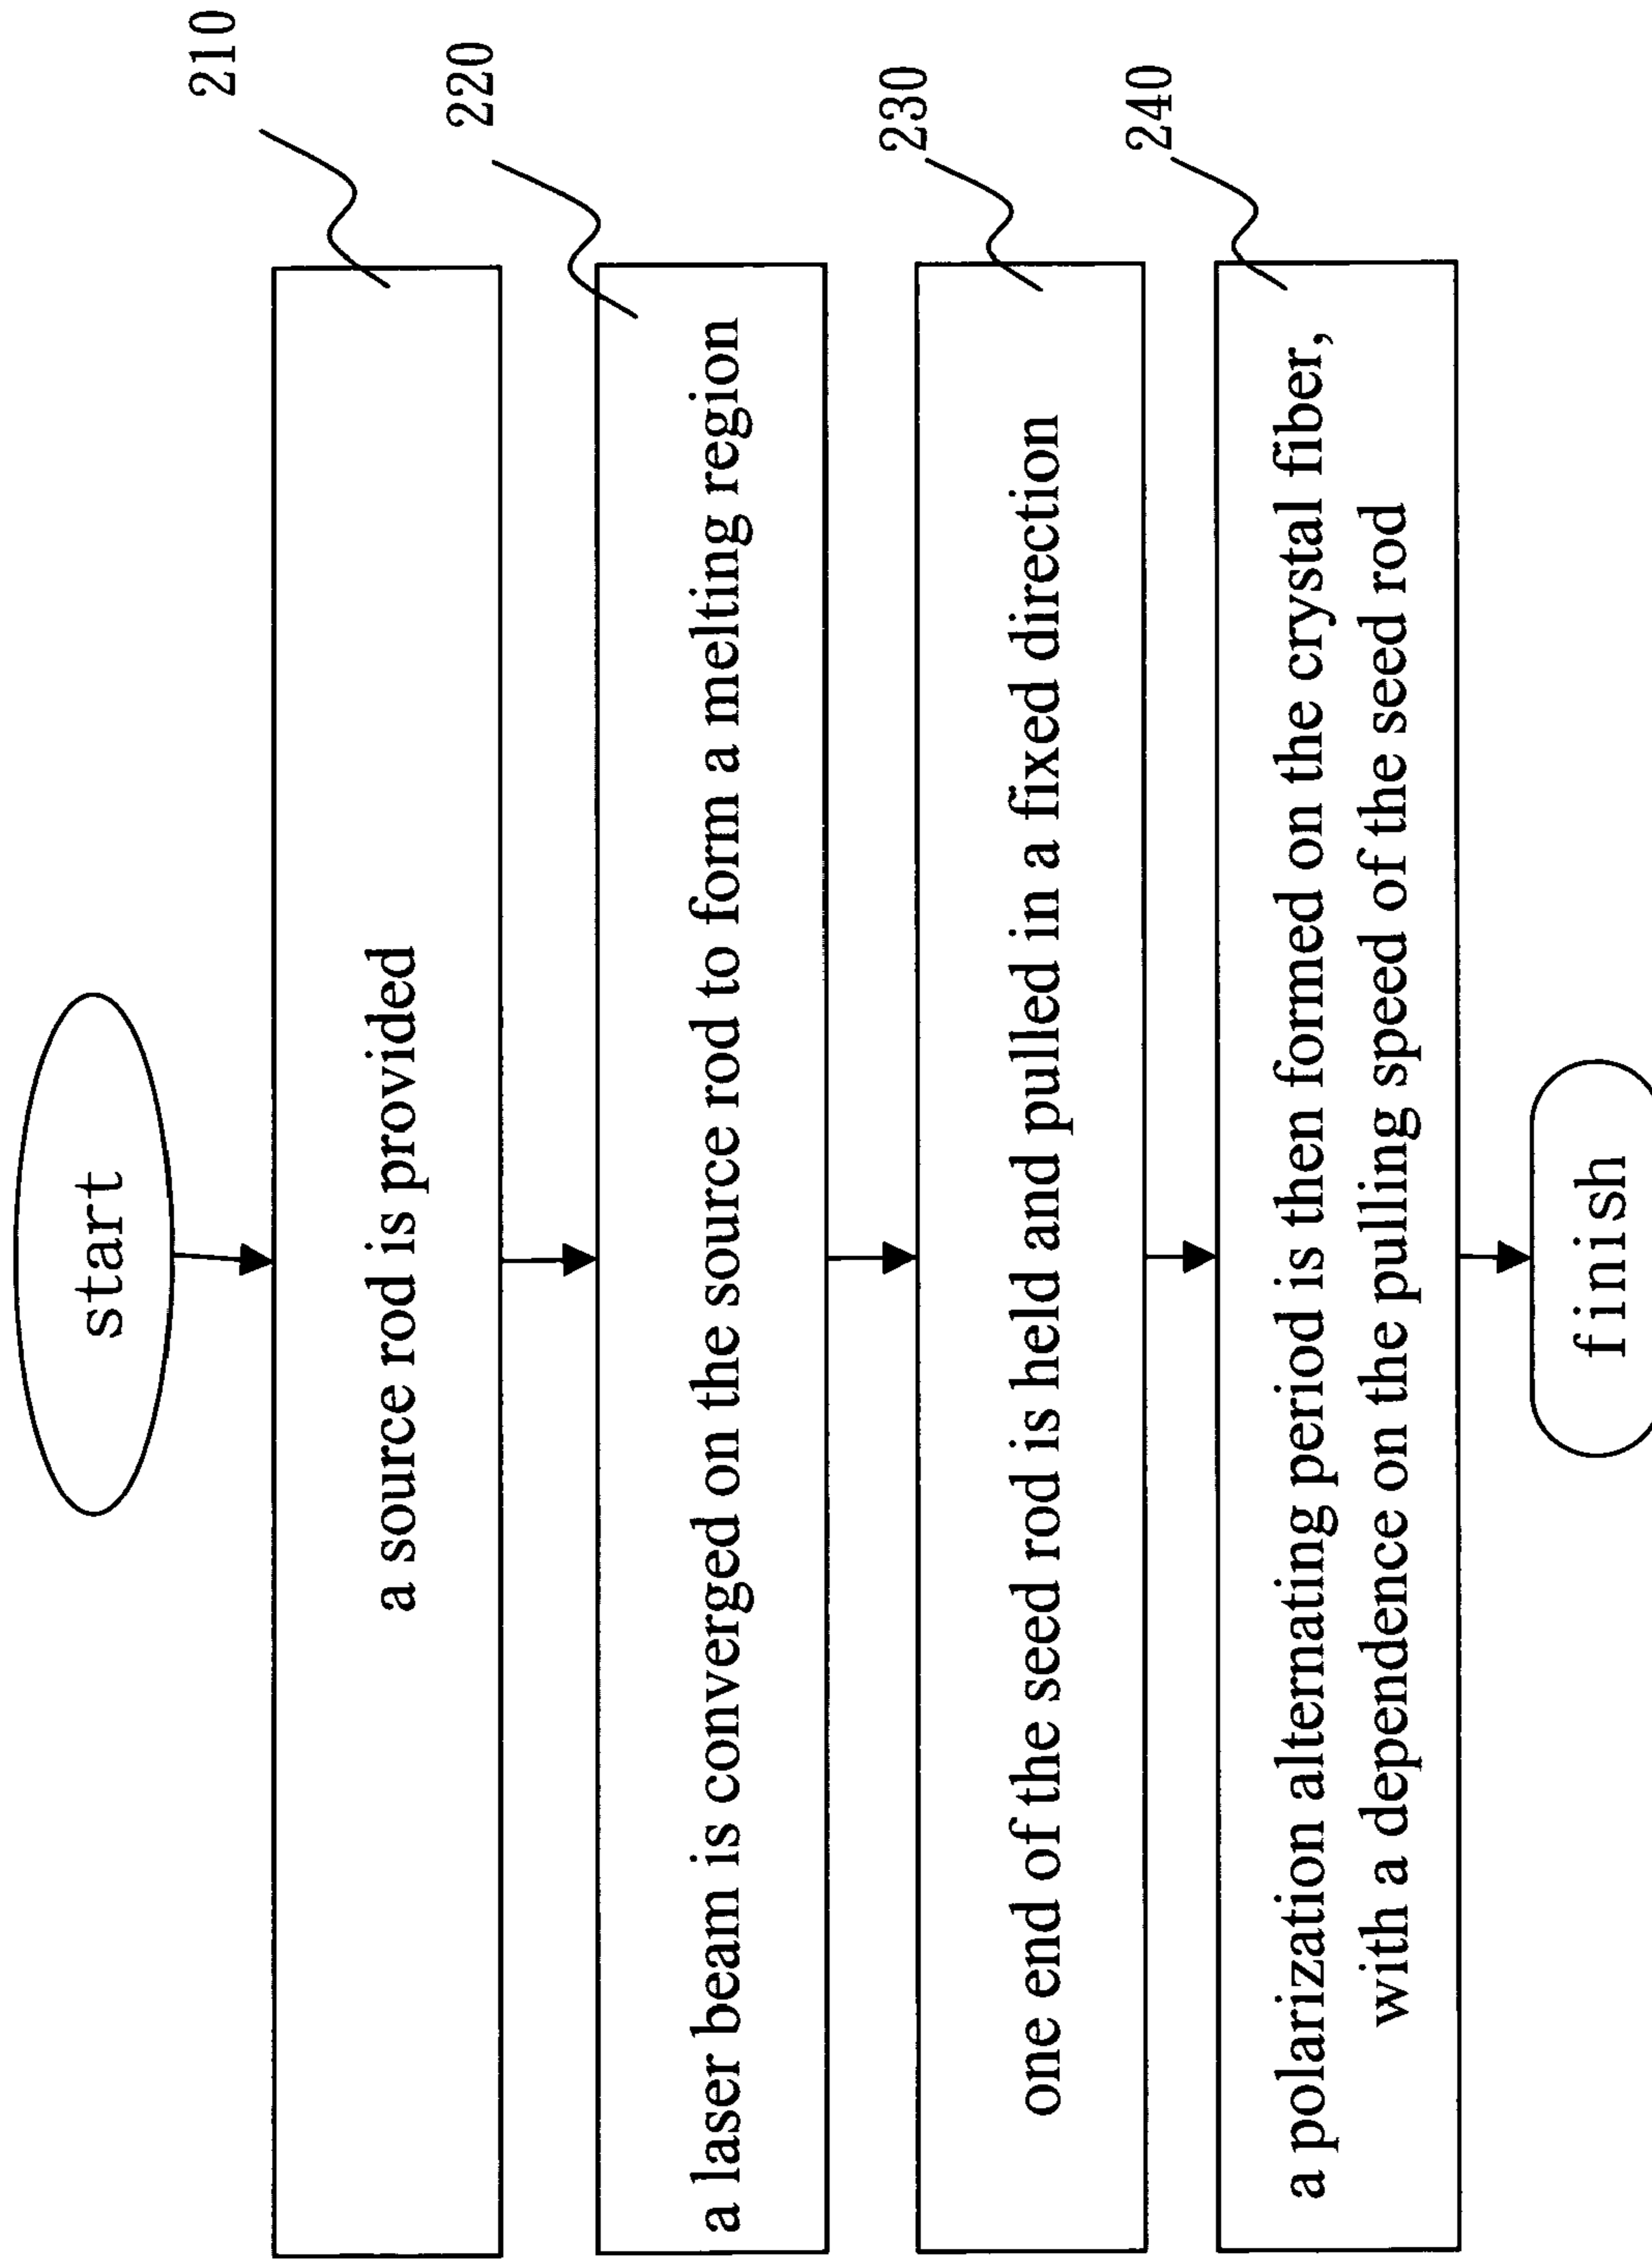 start
210
a source rod is provided
220
a laser beam is converged on the source rod to form a melting region
230
one end of the seed rod is held and pulled in a fixed direction
240
a polarization alternating period is then formed on the crystal fiber,
with a dependence on the pulling speed of the seed rod
finish